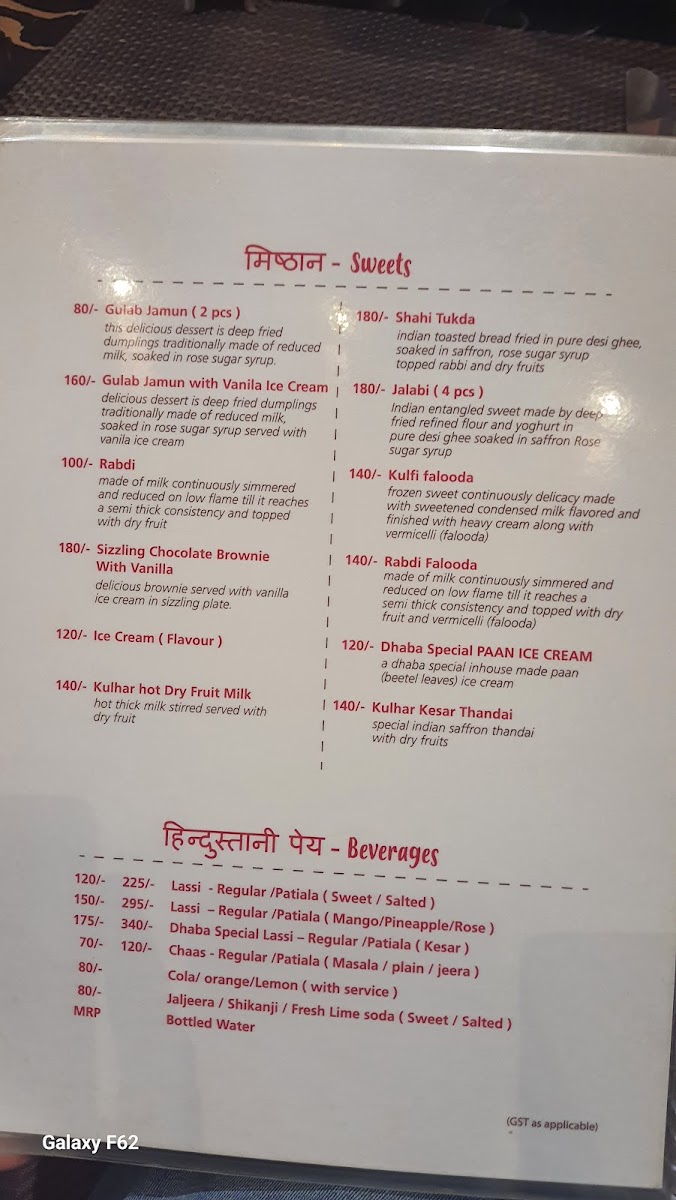 मिष्ठान - Sweets
80/- Gulab Jamun ( 2 pcs )
this delicious dessert is deep fried
dumplings traditionally made of reduced
milk, soaked in rose sugar syrup.
160/- Gulab Jamun with Vanila Ice Cream
delicious dessert is deep fried dumplings
traditionally made of reduced milk,
soaked in rose sugar syrup served with
vanila ice cream
100/- Rabdi
made of milk continuously simmered
and reduced on low flame till it reaches
a semi thick consistency and topped
with dry fruit
180/- Sizzling Chocolate Brownie
With Vanilla
delicious brownie served with vanilla
ice cream in sizzling plate.
120/- Ice Cream ( Flavour )
140/- Kulhar hot Dry Fruit Milk
hot thick milk stirred served with
dry fruit
180/- Shahi Tukda
indian toasted bread fried in pure desi ghee,
soaked in saffron, rose sugar syrup
topped rabbi and dry fruits
180/- Jalabi ( 4 pcs )
Indian entangled sweet made by deep
fried refined flour and yoghurt in
pure desi ghee soaked in saffron Rose
sugar syrup
140/- Kulfi falooda
frozen sweet continuously delicacy made
with sweetened condensed milk flavored and
finished with heavy cream along with
vermicelli (falooda)
140/- Rabdi Falooda
made of milk continuously simmered and
reduced on low flame till it reaches a
semi thick consistency and topped with dry
fruit and vermicelli (falooda)
120/- Dhaba Special PAAN ICE CREAM
a dhaba special inhouse made paan
(beetel leaves) ice cream
140/- Kulhar Kesar Thandai
special indian saffron thandai
with dry fruits
हिन्दुस्तानी पेय - Beverages
120/- 225/- Lassi - Regular /Patiala ( Sweet / Salted )
150/- 295/- Lassi – Regular /Patiala ( Mango/Pineapple/Rose )
175/- 340/- Dhaba Special Lassi – Regular /Patiala ( Kesar )
70/- 120/- Chaas - Regular /Patiala ( Masala / plain / jeera )
80/- Cola/ orange/Lemon ( with service )
80/- Jaljeera / Shikanji / Fresh Lime soda ( Sweet / Salted )
MRP Bottled Water
(GST as applicable)
Galaxy F62